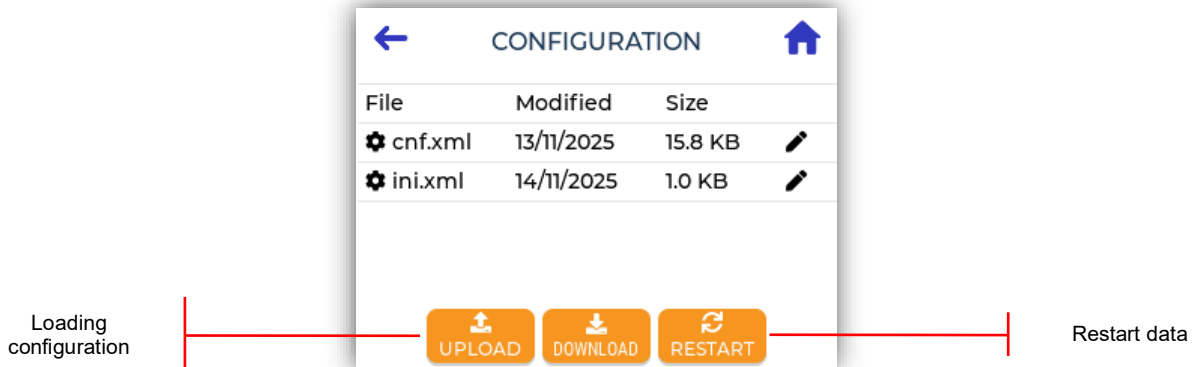 CONFIGURATION
File Modified Size
cnf.xml 13/11/2025 15.8 KB
ini.xml 14/11/2025 1.0 KB
Loading
configuration
UPLOAD DOWNLOAD RESTART
Restart data